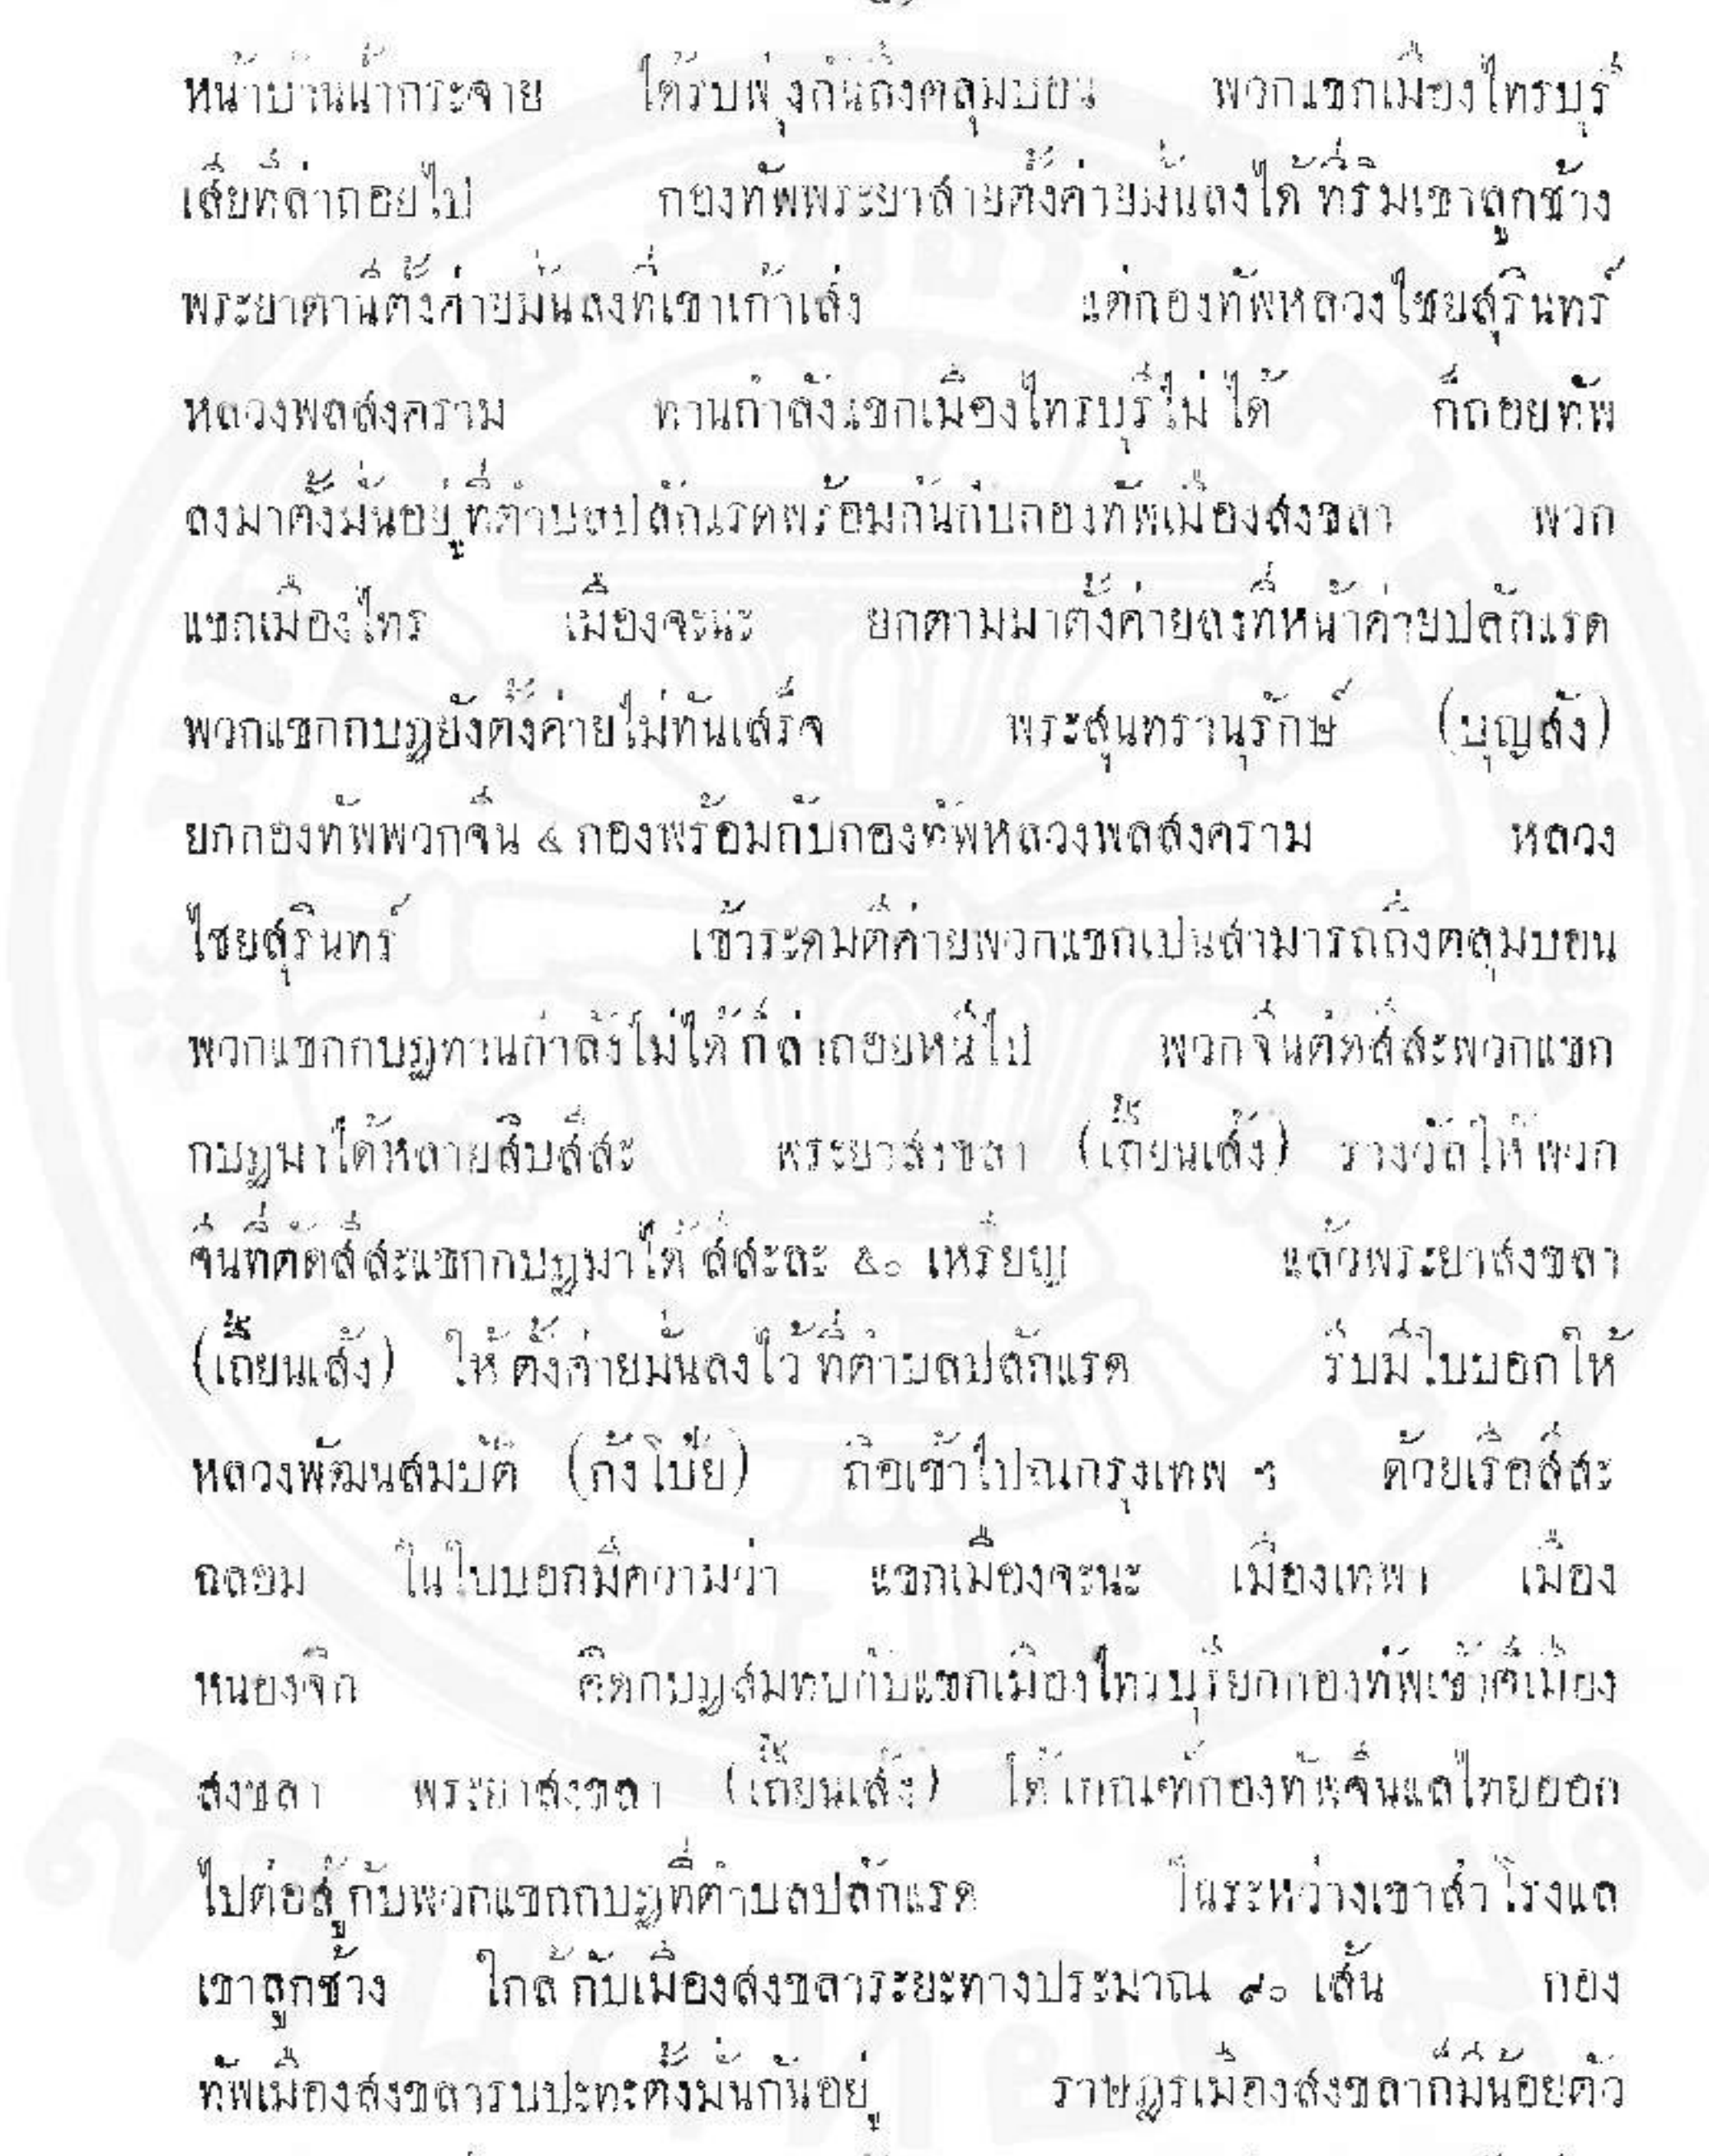 หน้าบ้านน้ำกระจาย ได้รบพุ่งกันถึงตลุมบอน พวกแขกเมืองไทรบุรี
เสียทีล่าถอยไป กองทัพพระยาสายตั้งค่ายมั่นลงได้ที่ริมเขาลูกช้าง
พระยาตานีตั้งค่ายมั่นลงที่เขาเก้าเส้ง แต่กองทัพหลวงไชยสุรินทร์
หลวงพลสงคราม ทานกำลังแขกเมืองไทรบุรีไม่ได้ ก็ถอยทัพ
ลงมาตั้งมั่นอยู่ที่ตำบลปลักแรดพร้อมกันกับกองทัพเมืองสงขลา พวก
แขกเมืองไทร เมืองจะนะ ยกตามมาตั้งค่ายลงที่หน้าค่ายปลักแรด
พวกแขกกบฏยังตั้งค่ายไม่ทันเสร็จ พระสุนทรานุรักษ์ (บุญสัง)
ยกกองทัพพวกจีน ๔ กองพร้อมกับกองทัพหลวงพลสงคราม หลวง
ไชยสุรินทร์ เข้าระดมตีค่ายพวกแขกเปนสามารถถึงตลุมบอน
พวกแขกกบฏทานกำลังไม่ได้ก็ล่าถอยหนีไป พวกจีนตัดสีสะพวกแขก
กบฏมาได้หลายสิบสีสะ พระยาสงขลา (เถี้ยนเส้ง) รางวัลให้พวก
จีนที่ตัดสีสะแขกกบฏมาได้ สีสะละ ๕๐ เหรียญ แล้วพระยาสงขลา
(เถี้ยนเส้ง) ให้ตั้งค่ายมั่นลงไว้ที่ตำบลปลักแรด รีบมีใบบอกให้
หลวงพัฒนสมบัติ (ก้งโป้ย) ถือเข้าไปณกรุงเทพ ฯ ด้วยเรือสีสะ
ฉลอม ในใบบอกมีความว่า แขกเมืองจะนะ เมืองเทพา เมือง
หนองจิก คิดกบฏสมทบกับแขกเมืองไทรบุรียกกองทัพเข้าตีเมือง
สงขลา พระยาสงขลา (เถี้ยนเส้ง) ได้เกณฑ์กองทัพจีนแลไทยออก
ไปต่อสู้กับพวกแขกกบฏที่ตำบลปลักแรด ในระหว่างเขาสำโรงแล
เขาลูกช้าง ใกล้กับเมืองสงขลาระยะทางประมาณ ๙๐ เส้น กอง
ทัพเมืองสงขลารบปะทะตั้งมั่นกันอยู่ ราษฎรเมืองสงขลาก็มีน้อยตัว